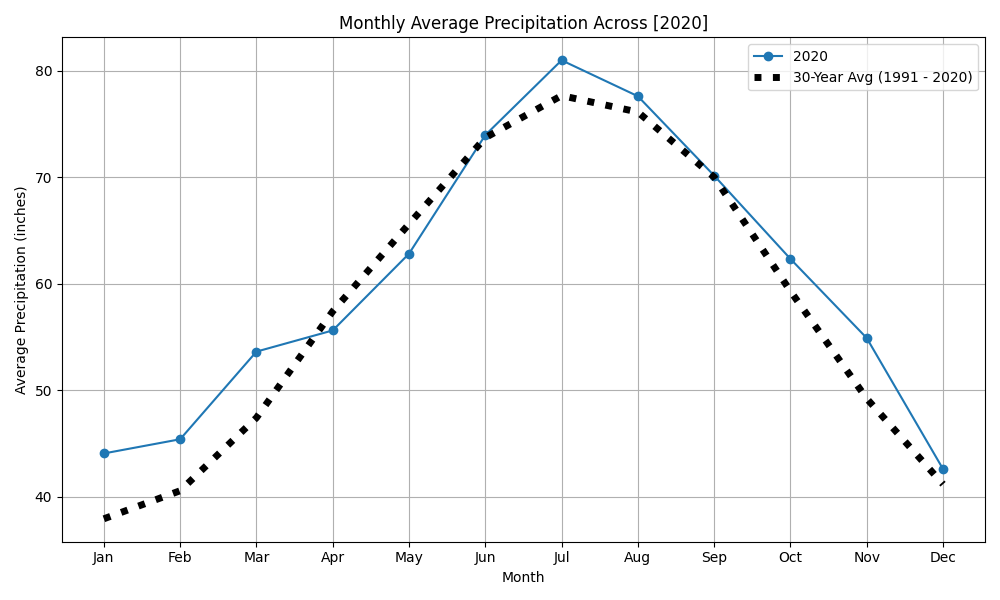 Monthly Average Precipitation Across [2020]
2020
30-Year Avg (1991 - 2020)
Average Precipitation (inches)
80
70
60
50
40
Jan Feb Mar Apr May Jun Jul Aug Sep Oct Nov Dec
Month